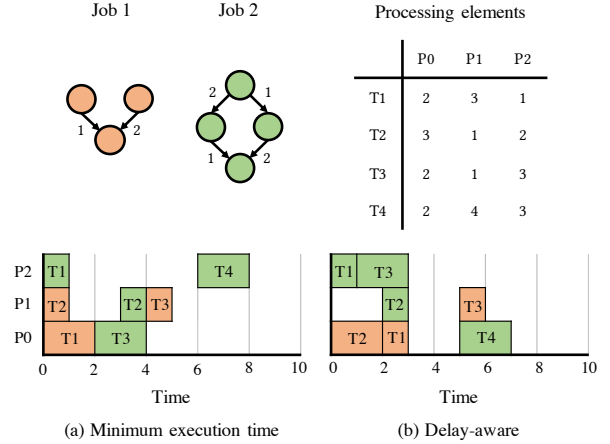 Job 1 Job 2 Processing elements
P0 P1 P2
2 1
T1 2 3 1
1 2
T2 3 1 2
1 2
T3 2 1 3
T4 2 4 3
P2 T1 T4
P1 T2 T2 T3
P0 T1 T3
0 2 4 6 8 10
Time
(a) Minimum execution time
T1 T3
T2 T3
T2 T1 T4
0 2 4 6 8 10
Time
(b) Delay-aware